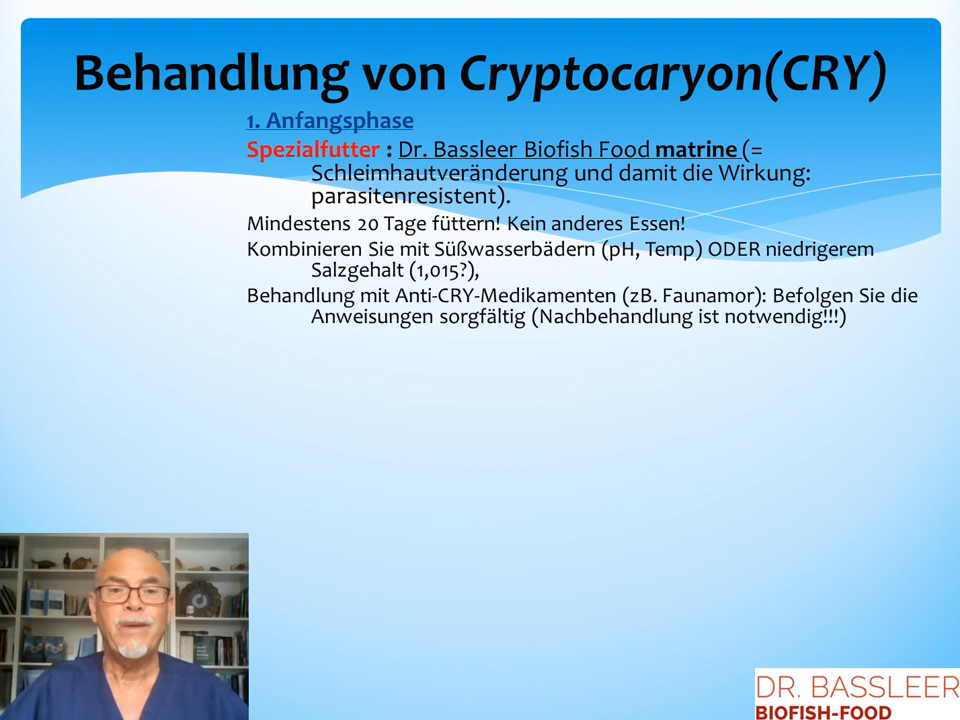 Behandlung von Cryptocaryon(CRY)
1. Anfangsphase
Spezialfutter : Dr. Bassleer Biofish Food matrine (=
Schleimhautveränderung und damit die Wirkung:
parasitenresistent).
Mindestens 20 Tage füttern! Kein anderes Essen!
Kombinieren Sie mit Süßwasserbädern (pH, Temp) ODER niedrigerem
Salzgehalt (1,015?),
Behandlung mit Anti-CRY-Medikamenten (zB. Faunamor): Befolgen Sie die
Anweisungen sorgfältig (Nachbehandlung ist notwendig!!!)
DR. BASSLEER
BIOFISH-FOOD